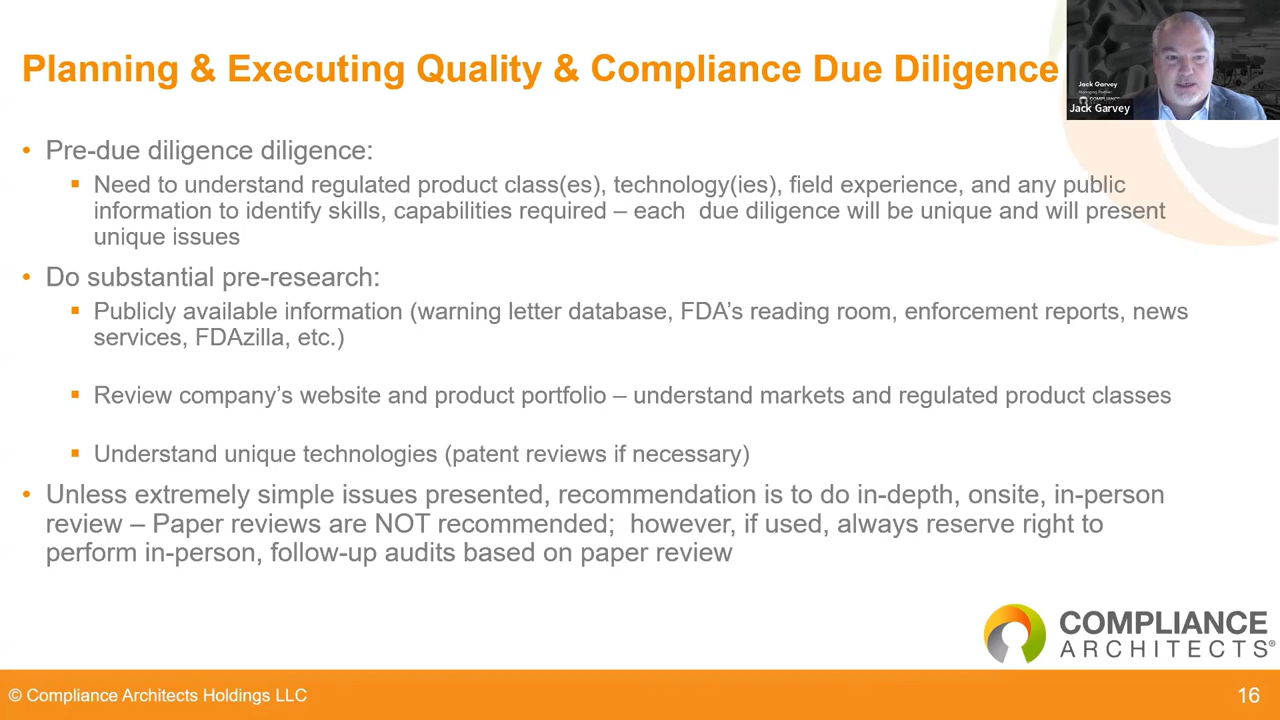 Planning & Executing Quality & Compliance Due Diligence
Jack Garvey
Jack Garvey
• Pre-due diligence diligence:
▪ Need to understand regulated product class(es), technology(ies), field experience, and any public
information to identify skills, capabilities required – each  due diligence will be unique and will present
unique issues
• Do substantial pre-research:
▪ Publicly available information (warning letter database, FDA's reading room, enforcement reports, news
services, FDAzilla, etc.)
▪ Review company's website and product portfolio – understand markets and regulated product classes
▪ Understand unique technologies (patent reviews if necessary)
• Unless extremely simple issues presented, recommendation is to do in-depth, onsite, in-person
review – Paper reviews are NOT recommended;  however, if used, always reserve right to
perform in-person, follow-up audits based on paper review
COMPLIANCE
ARCHITECTS®
© Compliance Architects Holdings LLC
16